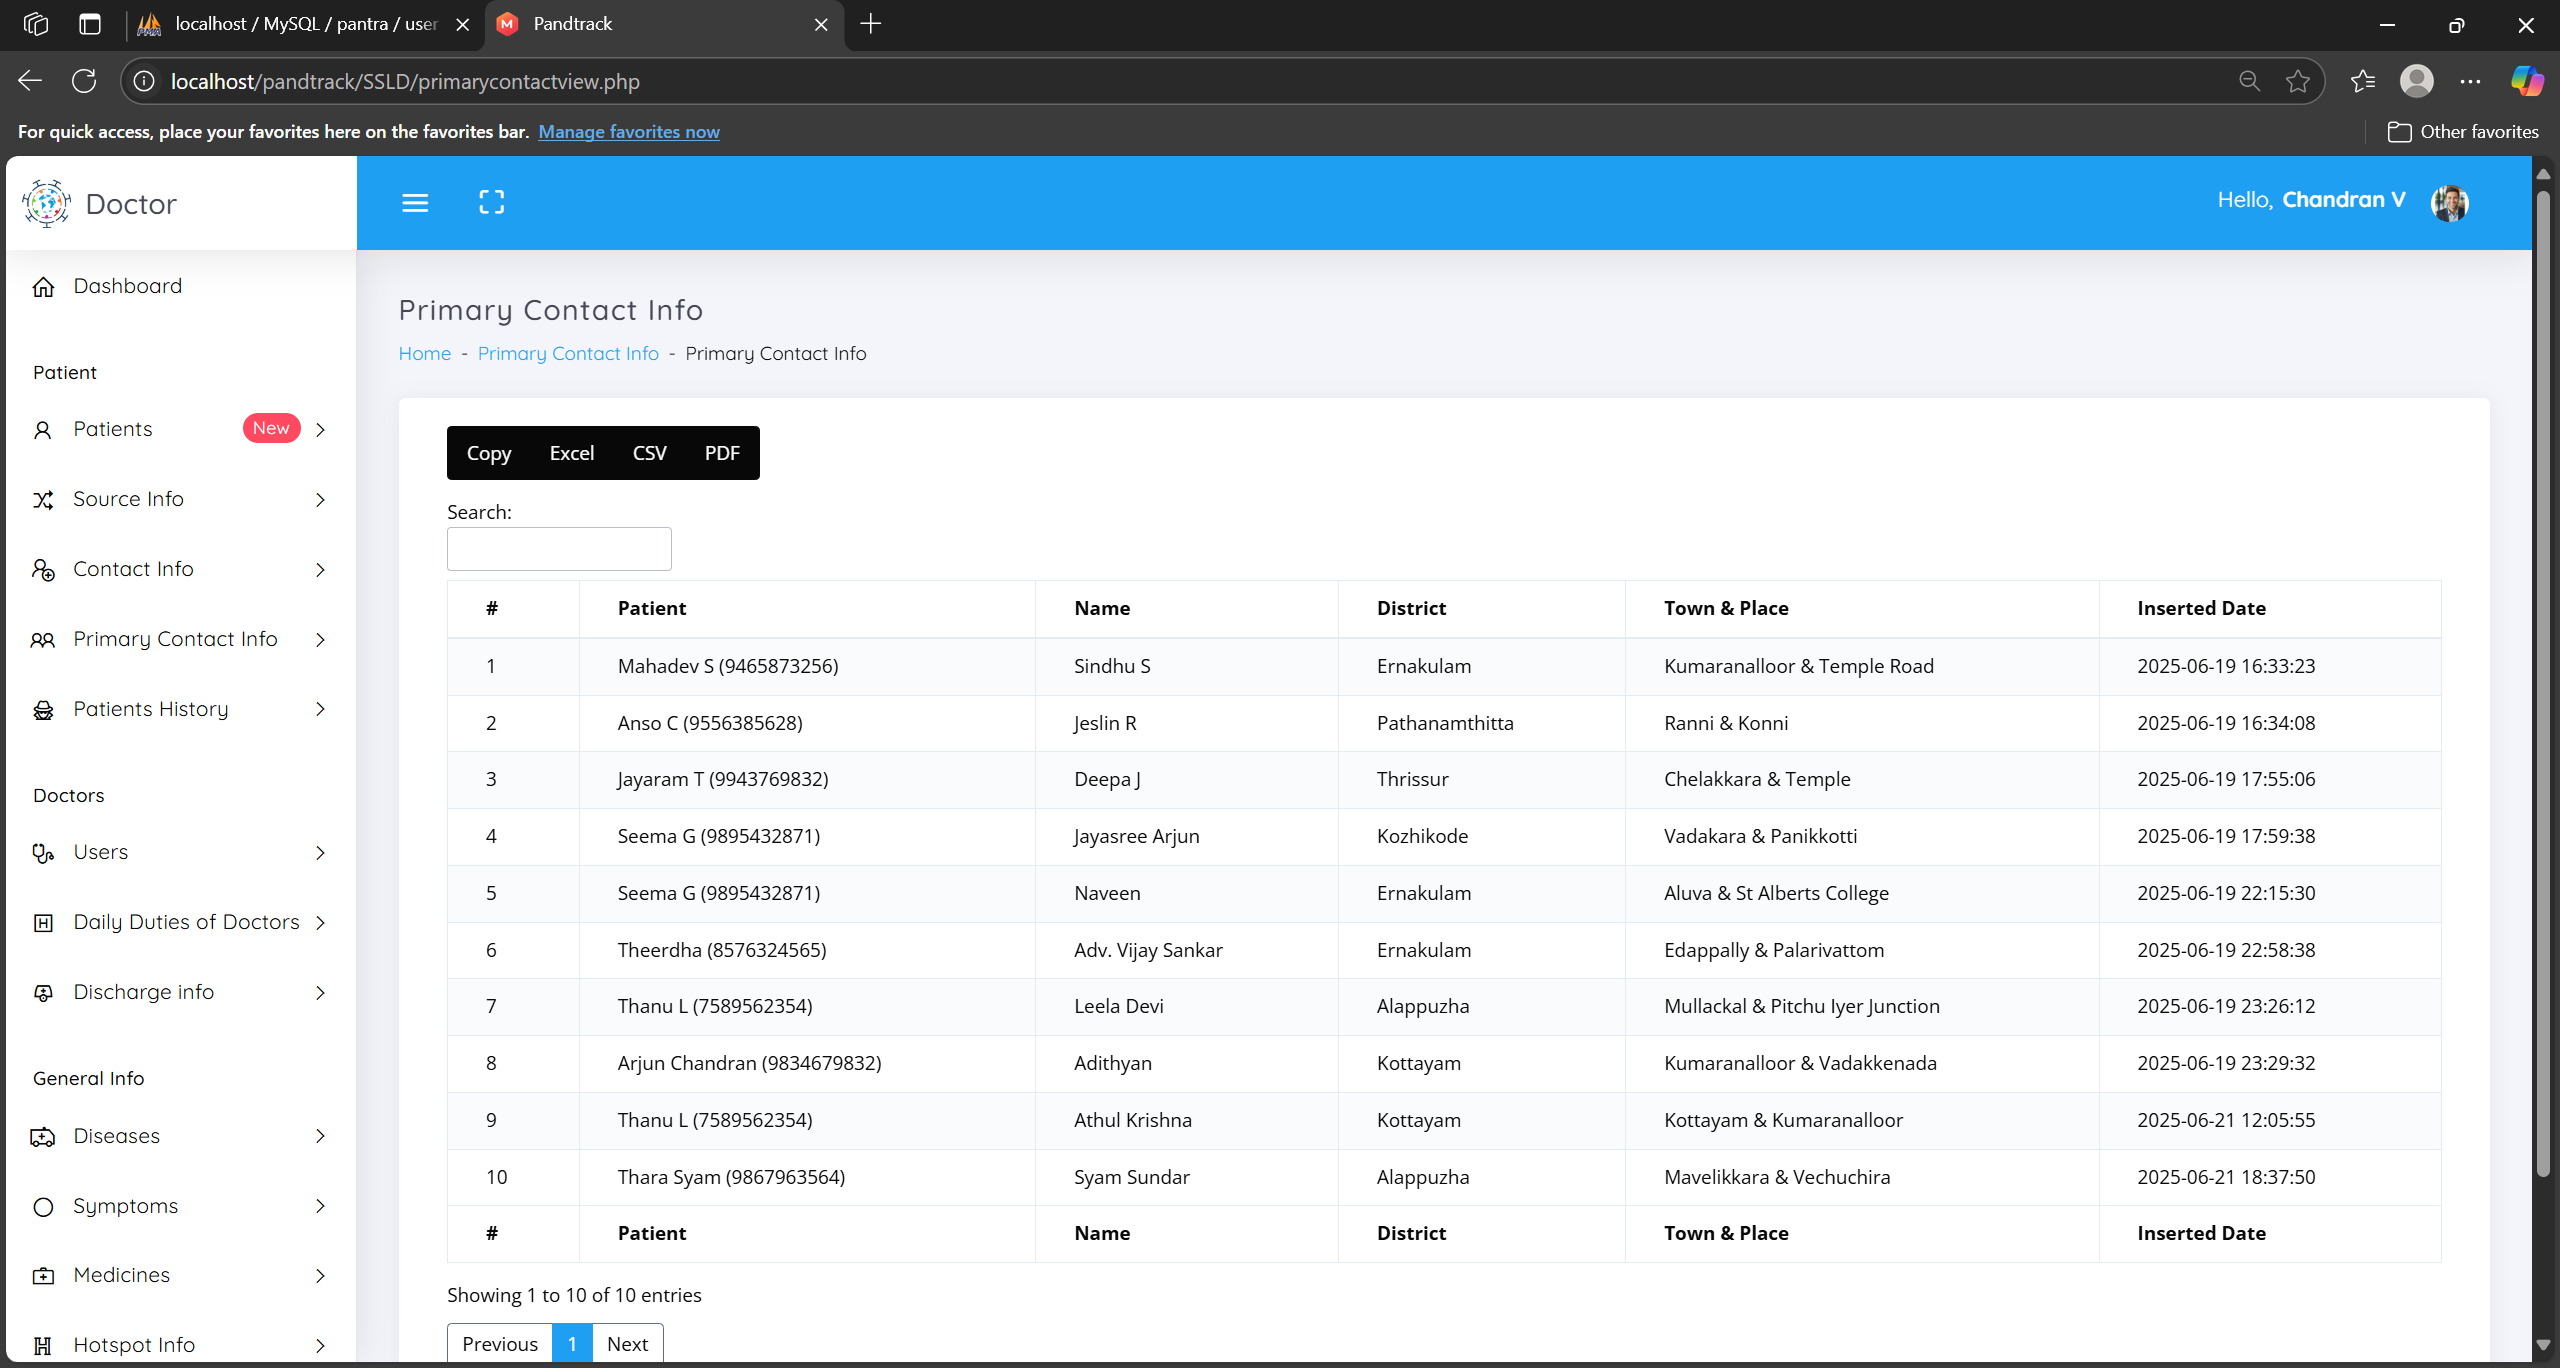 localhost / MySQL / pantra / user
Pandtrack
localhost/pandtrack/SSLD/primarycontactview.php
For quick access, place your favorites here on the favorites bar. Manage favorites now
Other favorites
Doctor
Hello, Chandran V
Dashboard
Patient
Patients New
Source Info
Contact Info
Primary Contact Info
Patients History
Doctors
Users
Daily Duties of Doctors
Discharge info
General Info
Diseases
Symptoms
Medicines
Hotspot Info
Primary Contact Info
Home - Primary Contact Info - Primary Contact Info
Copy Excel CSV PDF
Search:
# Patient Name District Town & Place Inserted Date
1 Mahadev S (9465873256) Sindhu S Ernakulam Kumaranalloor & Temple Road 2025-06-19 16:33:23
2 Anso C (9556385628) Jeslin R Pathanamthitta Ranni & Konni 2025-06-19 16:34:08
3 Jayaram T (9943769832) Deepa J Thrissur Chelakkara & Temple 2025-06-19 17:55:06
4 Seema G (9895432871) Jayasree Arjun Kozhikode Vadakara & Panikkotti 2025-06-19 17:59:38
5 Seema G (9895432871) Naveen Ernakulam Aluva & St Alberts College 2025-06-19 22:15:30
6 Theerdha (8576324565) Adv. Vijay Sankar Ernakulam Edappally & Palarivattom 2025-06-19 22:58:38
7 Thanu L (7589562354) Leela Devi Alappuzha Mullackal & Pitchu Iyer Junction 2025-06-19 23:26:12
8 Arjun Chandran (9834679832) Adithyan Kottayam Kumaranalloor & Vadakkenada 2025-06-19 23:29:32
9 Thanu L (7589562354) Athul Krishna Kottayam Kottayam & Kumaranalloor 2025-06-21 12:05:55
10 Thara Syam (9867963564) Syam Sundar Alappuzha Mavelikkara & Vechuchira 2025-06-21 18:37:50
# Patient Name District Town & Place Inserted Date
Showing 1 to 10 of 10 entries
Previous 1 Next